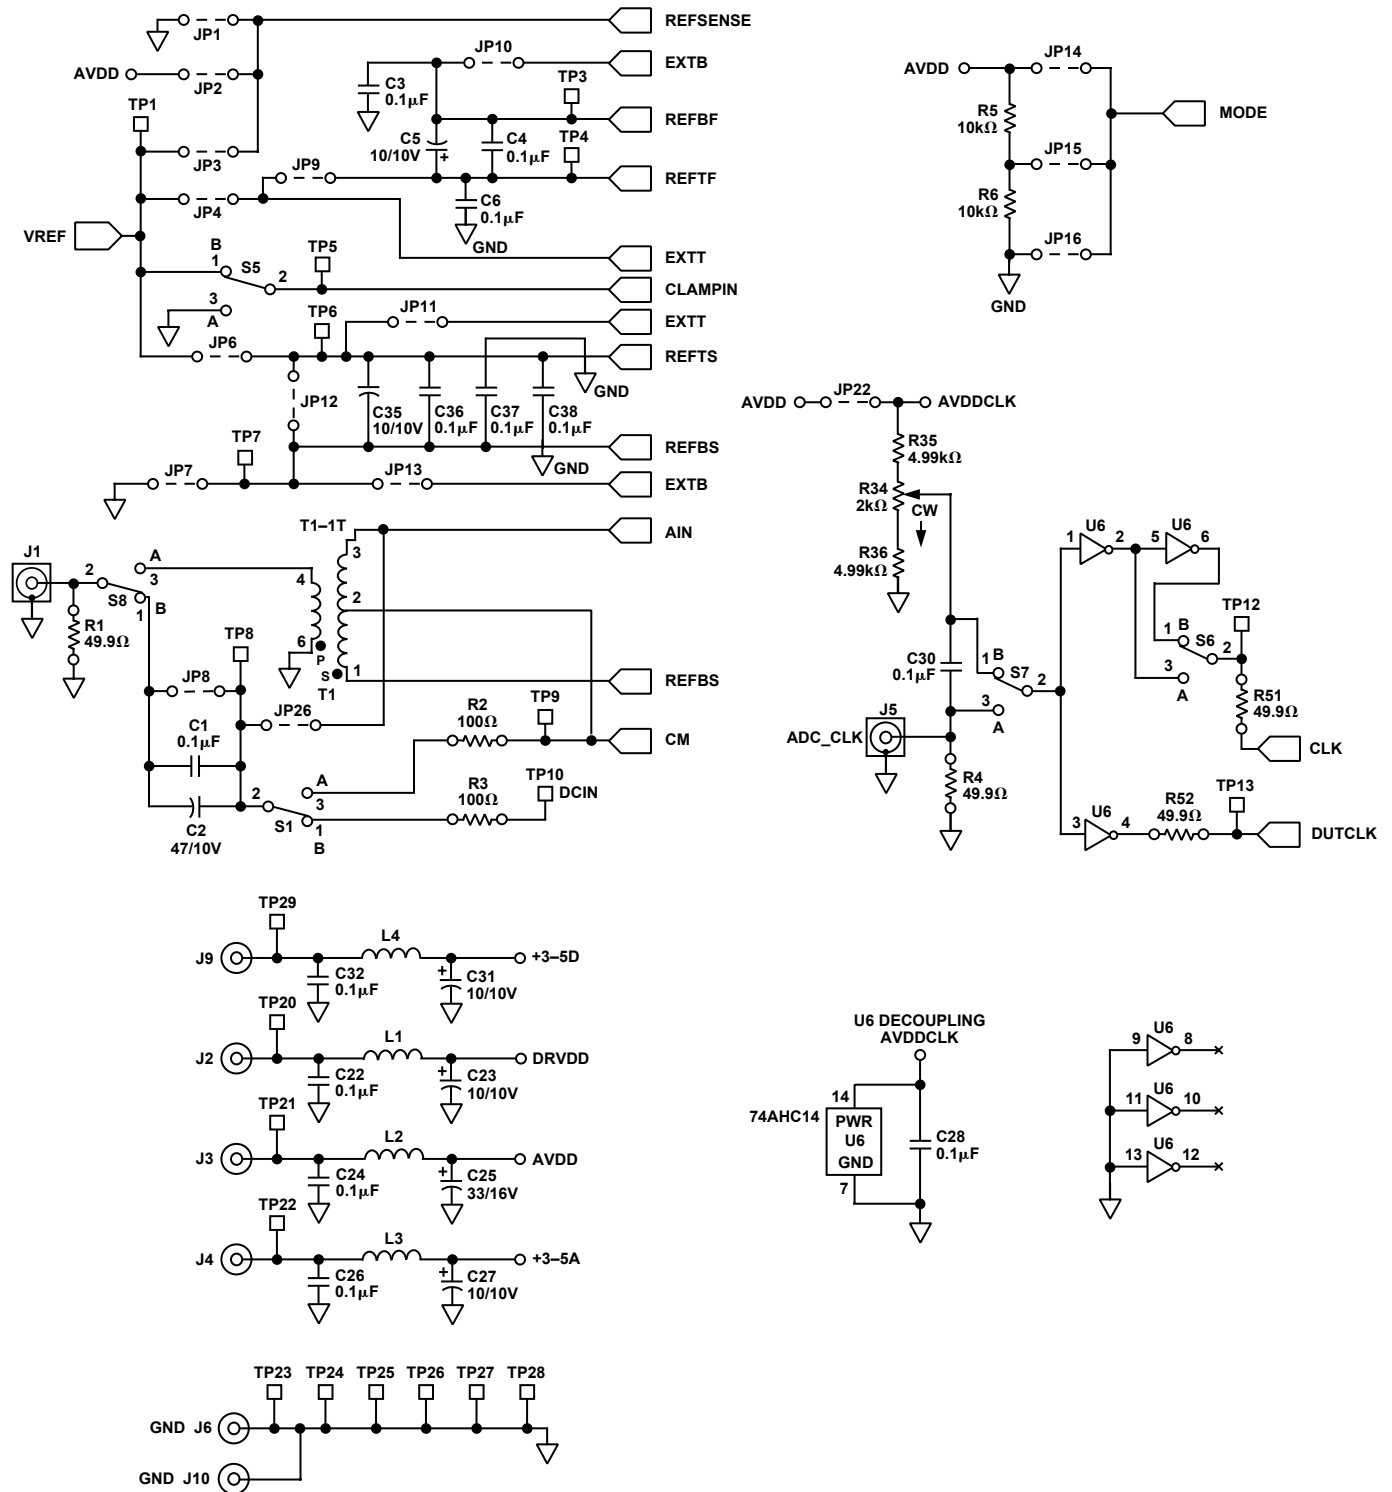 REFSENSE
JP1
JP10
EXTB
AVDD
JP2
C3
0.1µF
TP3
TP1
REFBF
C5
10/10V
+
C4
0.1µF
TP4
JP3
JP9
REFTF
JP4
C6
0.1µF
GND
VREF
B
1
S5
2
TP5
EXTT
CLAMPIN
3
A
TP6
JP11
EXTT
JP6
REFTS
GND
JP12
C35
10/10V
C36
0.1µF
C37
0.1µF
C38
0.1µF
TP7
REFBS
GND
JP7
JP13
EXTB
AVDD
JP14
R5
10kΩ
MODE
JP15
R6
10kΩ
JP16
GND
T1–1T
AIN
3
J1
A
2
3
4
S8
B
1
2
R1
49.9Ω
TP8
6
P
S
1
T1
REFBS
JP8
JP26
R2
100Ω
TP9
C1
0.1µF
CM
A
R3
100Ω
TP10
DCIN
2
3
S1
1
B
C2
47/10V
AVDD
JP22
AVDDCLK
R35
4.99kΩ
R34
2kΩ
CW
R36
4.99kΩ
1
U6
2
5
U6
6
TP12
1
B
S6
2
C30
0.1µF
1
B
S7
2
3
A
R51
49.9Ω
J5
3
A
ADC_CLK
CLK
R4
49.9Ω
TP13
U6
R52
49.9Ω
3
4
DUTCLK
TP29
L4
J9
+3–5D
C32
0.1µF
+
C31
10/10V
TP20
L1
J2
DRVDD
C22
0.1µF
+
C23
10/10V
TP21
L2
J3
AVDD
C24
0.1µF
+
C25
33/16V
TP22
L3
J4
+3–5A
C26
0.1µF
+
C27
10/10V
U6 DECOUPLING
AVDDCLK
14
74AHC14
PWR
U6
GND
C28
0.1µF
7
U6
9
8
U6
11
10
U6
13
12
TP23
TP24
TP25
TP26
TP27
TP28
GND J6
GND J10